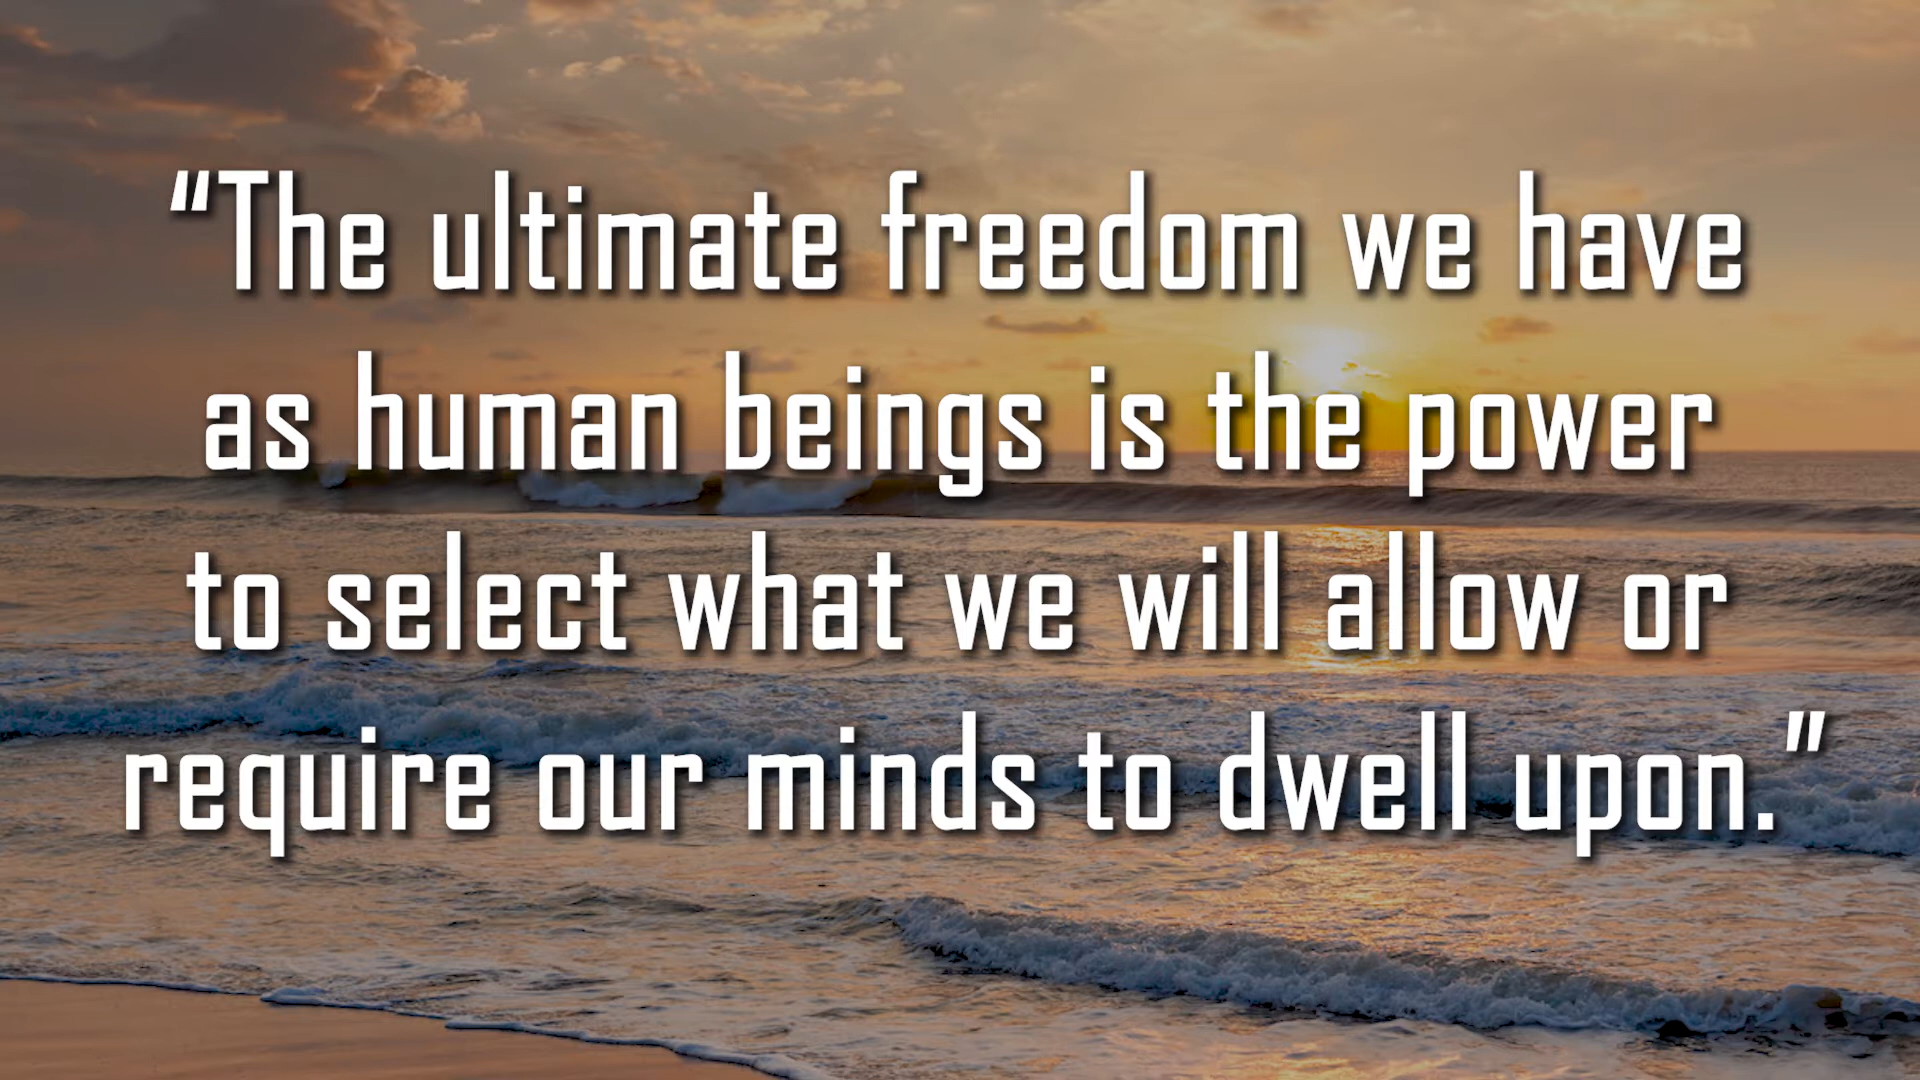 “The ultimate freedom we have
as human beings is the power
to select what we will allow or
require our minds to dwell upon.”